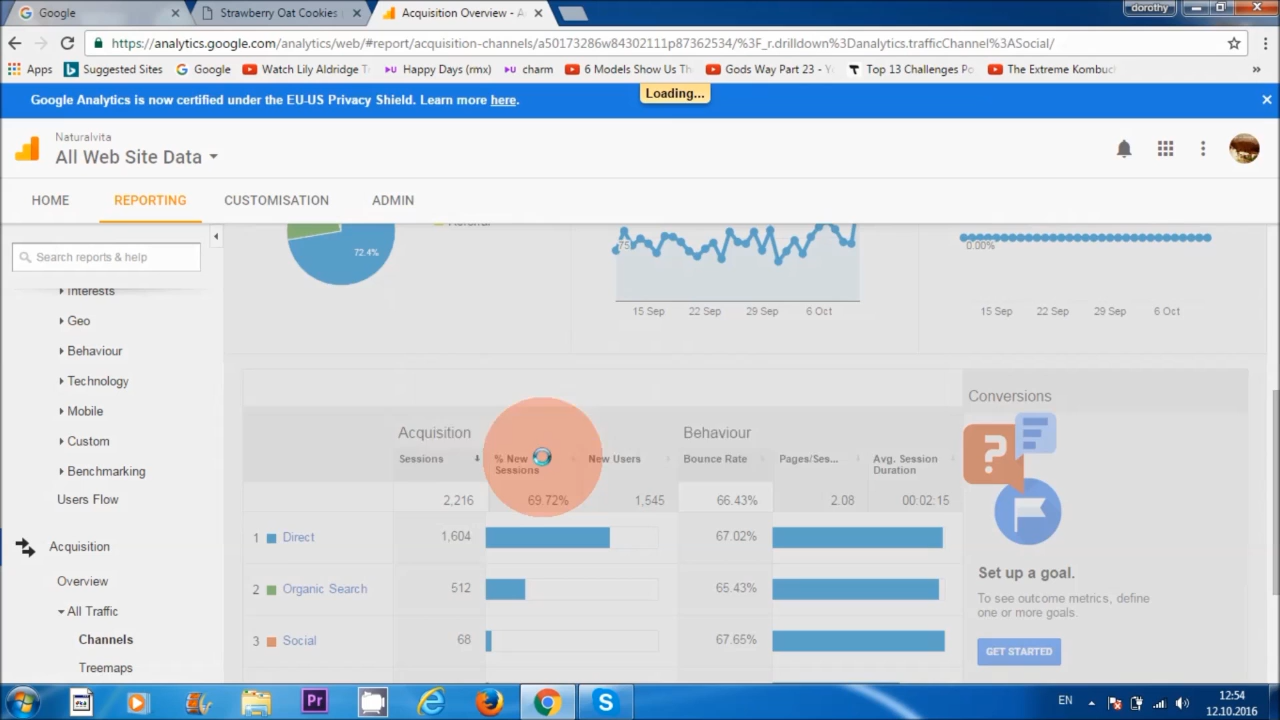 Google
Strawberry Oat Cookies
Acquisition Overview - A
dorothy
https://analytics.google.com/analytics/web/#report/acquisition-channels/a50173286w84302111p87362534/%3F_r.drilldown%3Danalytics.trafficChannel%3ASocial/
Apps
Suggested Sites
Google
Watch Lily Aldridge T
Happy Days (rmx)
charm
6 Models Show Us Th
Gods Way Part 23 - Y
Top 13 Challenges Po
The Extreme Kombuc
Google Analytics is now certified under the EU-US Privacy Shield. Learn more here.
Loading...
Naturalvita
All Web Site Data
HOME
REPORTING
CUSTOMISATION
ADMIN
Search reports & help
Interests
Geo
Behaviour
Technology
Mobile
Custom
Benchmarking
Users Flow
Acquisition
Overview
All Traffic
Channels
Treemaps
72.4%
Referral
75
15 Sep 22 Sep 29 Sep 6 Oct
0.00%
15 Sep 22 Sep 29 Sep 6 Oct
Acquisition Behaviour Conversions
Sessions
% New Sessions
New Users
Bounce Rate
Pages/Ses...
Avg. Session Duration
2,216 69.72% 1,545 66.43% 2.08 00:02:15
1 Direct 1,604 67.02%
2 Organic Search 512 65.43%
3 Social 68 67.65%
?
Set up a goal.
To see outcome metrics, define
one or more goals.
GET STARTED
Pr
EN
12:54
12.10.2016